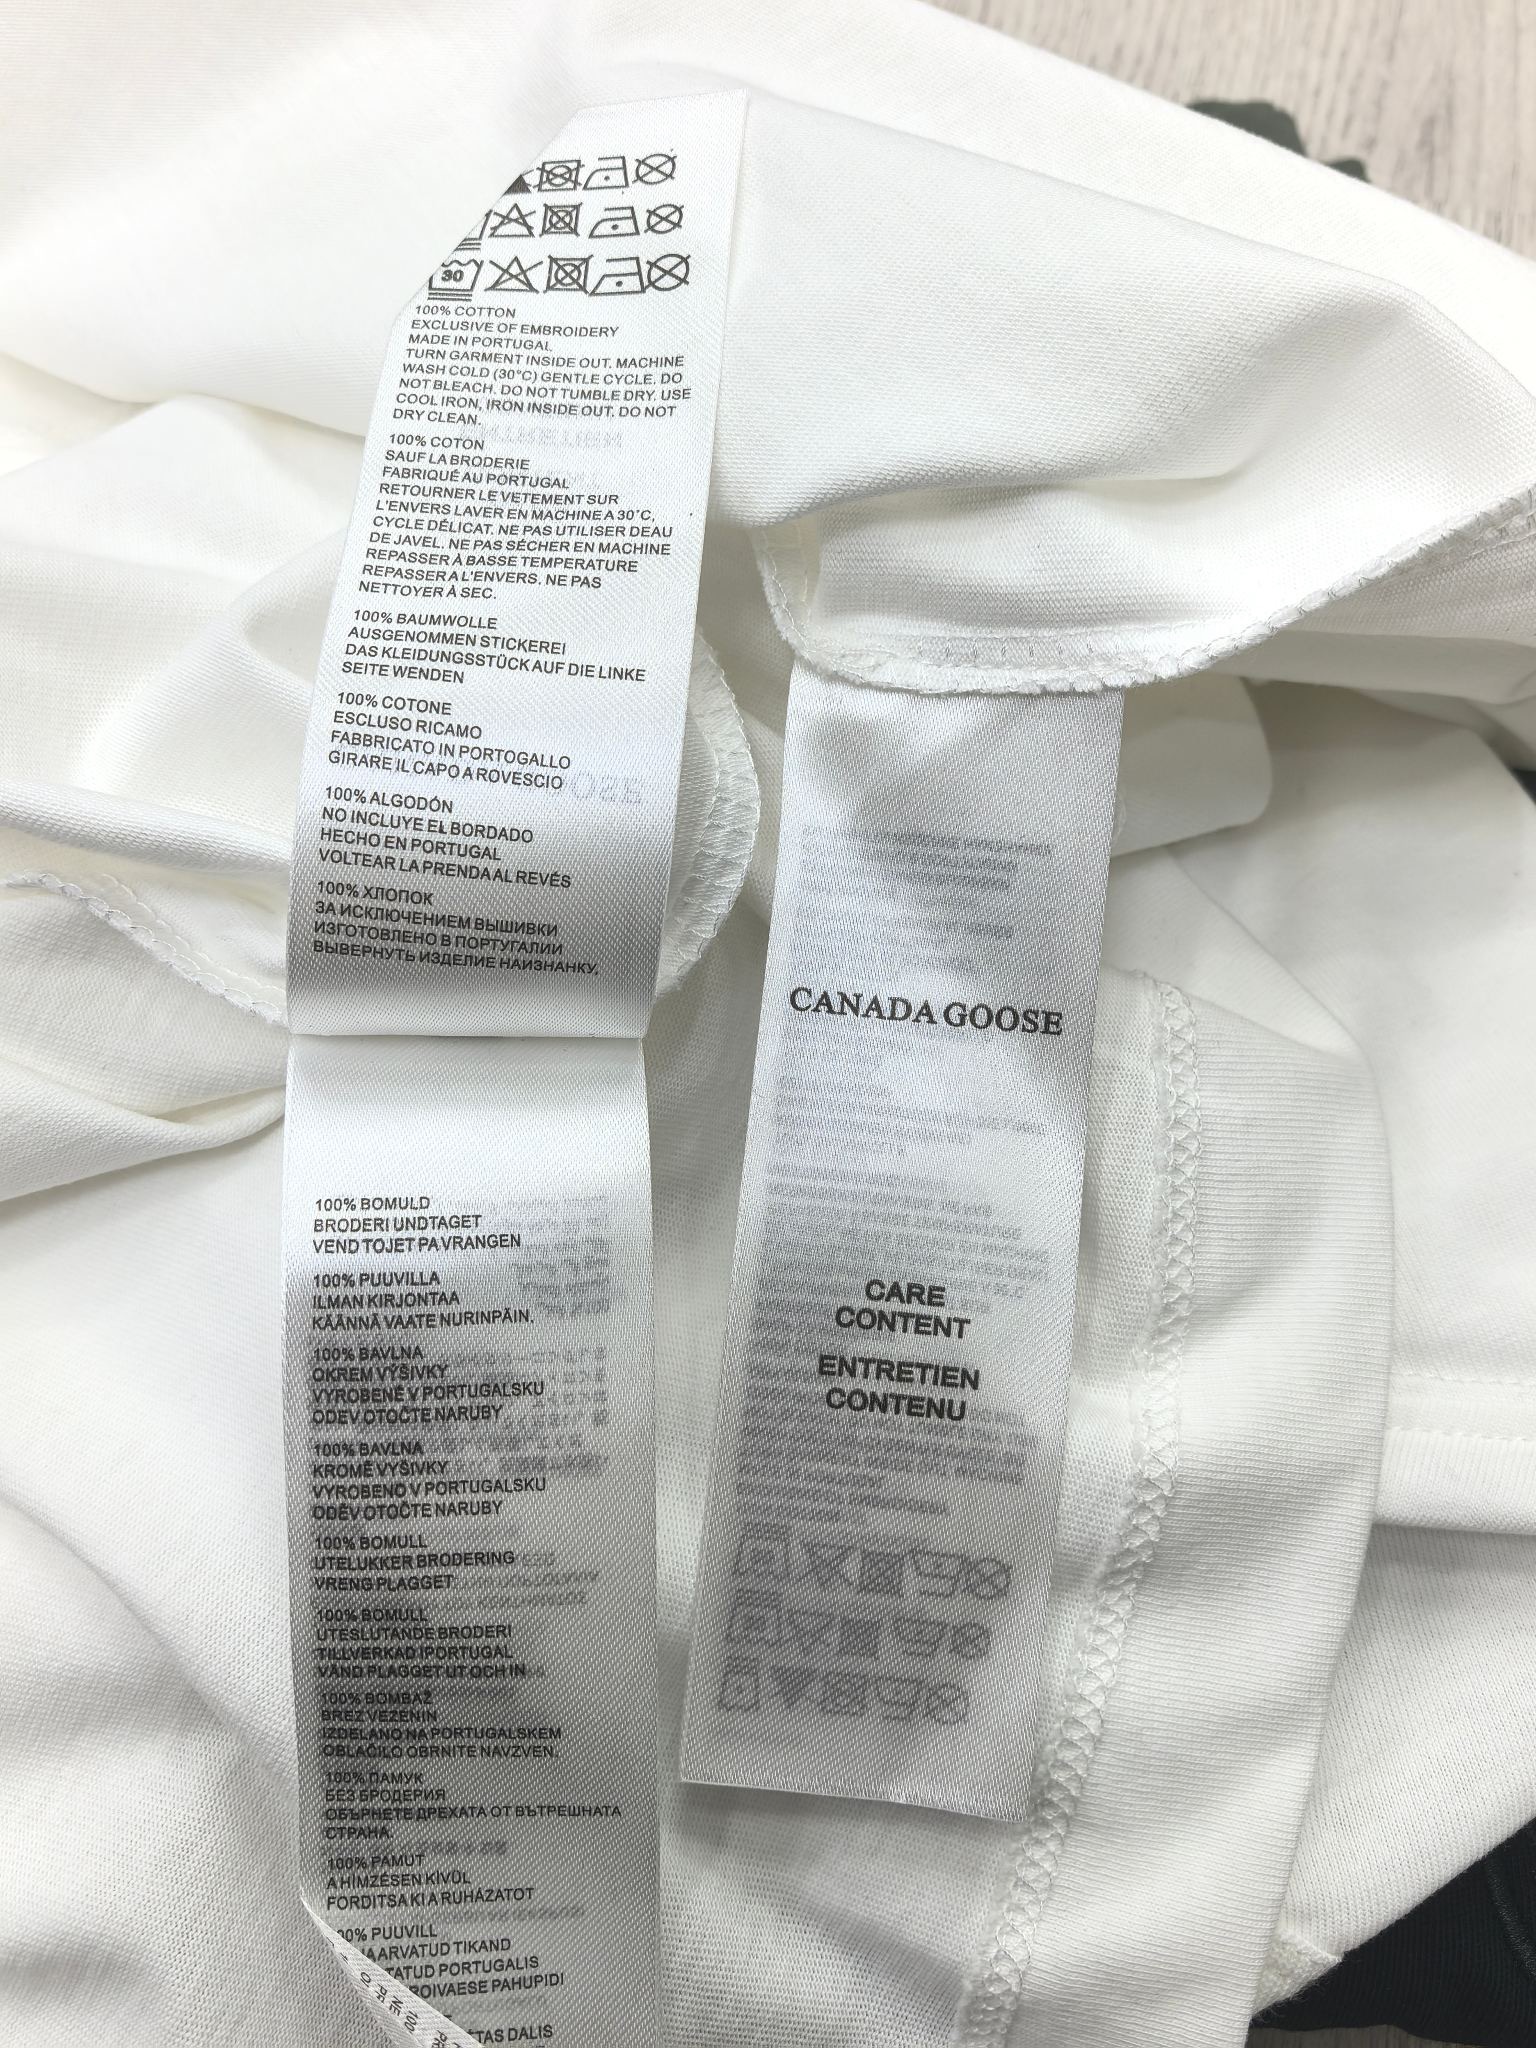 30
100% COTTON
EXCLUSIVE OF EMBROIDERY
MADE IN PORTUGAL
TURN GARMENT INSIDE OUT. MACHINE
WASH COLD (30°C) GENTLE CYCLE. DO
NOT BLEACH. DO NOT TUMBLE DRY. USE
COOL IRON, IRON INSIDE OUT. DO NOT
DRY CLEAN.
100% COTON
SAUF LA BRODERIE
FABRIQUÉ AU PORTUGAL
RETOURNER LE VETEMENT SUR
L'ENVERS LAVER EN MACHINE A 30°C,
CYCLE DÉLICAT. NE PAS UTILISER DEAU
DE JAVEL. NE PAS SÉCHER EN MACHINE
REPASSER À BASSE TEMPERATURE
REPASSER A L'ENVERS. NE PAS
NETTOYER À SEC.
100% BAUMWOLLE
AUSGENOMMEN STICKEREI
DAS KLEIDUNGSSTÜCK AUF DIE LINKE
SEITE WENDEN
100% COTONE
ESCLUSO RICAMO
FABBRICATO IN PORTOGALLO
GIRARE IL CAPO A ROVESCIO
100% ALGODÓN
NO INCLUYE EL BORDADO
HECHO EN PORTUGAL
VOLTEAR LA PRENDA AL REVÉS
100% ХЛОПОК
ЗА ИСКЛЮЧЕНИЕМ ВЫШИВКИ
ИЗГОТОВЛЕНО В ПОРТУГАЛИИ
ВЫВЕРНУТЬ ИЗДЕЛИЕ НАИЗНАНКУ.
100% BOMULD
BRODERI UNDTAGET
VEND TOJET PA VRANGEN
100% PUUVILLA
ILMAN KIRJONTAA
KÄÄNNÄ VAATE NURINPÄIN.
100% BAVLNA
OKREM VÝŠIVKY
VYROBENÉ V PORTUGALSKU
ODEV OTOČTE NARUBY
100% BAVLNA
KROMĚ VÝŠIVKY
VYROBENO V PORTUGALSKU
ODĚV OTOČTE NARUBY
100% BOMULL
UTELUKKER BRODERING
VRENG PLAGGET
100% BOMULL
UTESLUTANDE BRODERI
TILLVERKAD IPORTUGAL
VÄND PLAGGET UT OCH IN
100% BOMBAŽ
BREZ VEZENIN
IZDELANO NA PORTUGALSKEM
OBLAČILO OBRNITE NAVZVEN.
100% ПАМУК
БЕЗ БРОДЕРИЯ
ОБЪРНЕТЕ ДРЕХАТА ОТ ВЪТРЕШНАТА
СТРАНА.
100% PAMUT
A HÍMZÉSEN KÍVÜL
FORDITSA KI A RUHÁZATOT
PUUVILL
ARVATUD TIKAND
TATUD PORTUGALIS
PAHUPIDI
DALIS
CANADA GOOSE
CARE
CONTENT
ENTRETIEN
CONTENU